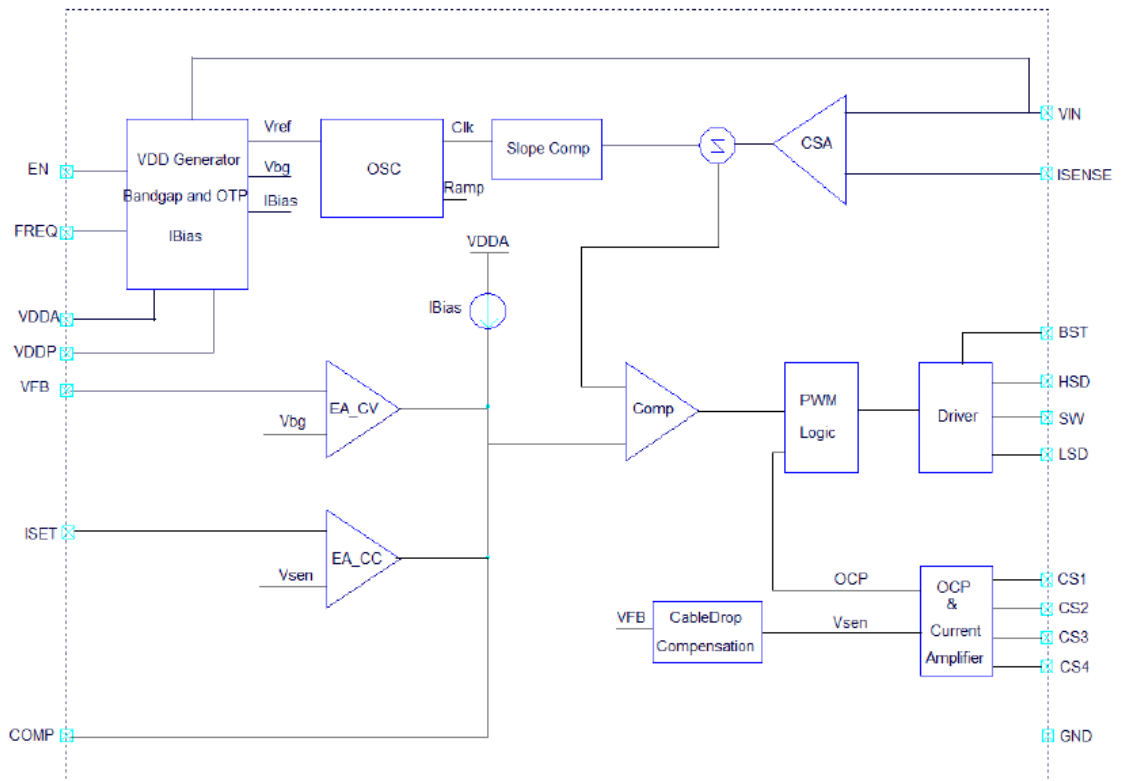 VIN
Vref
Clk
VDD Generator
OSC
Slope Comp
Σ
CSA
EN
Vbg
ISENSE
Bandgap and OTP
IBias
Ramp
FREQ
IBias
VDDA
IBias
VDDA
VDDP
BST
VFB
HSD
EA_CV
Comp
PWM
Logic
Driver
SW
Vbg
LSD
ISET
EA_CC
Vsen
OCP
OCP
&
Current
Amplifier
CS1
CS2
CS3
CS4
VFB
CableDrop
Compensation
Vsen
COMP
GND